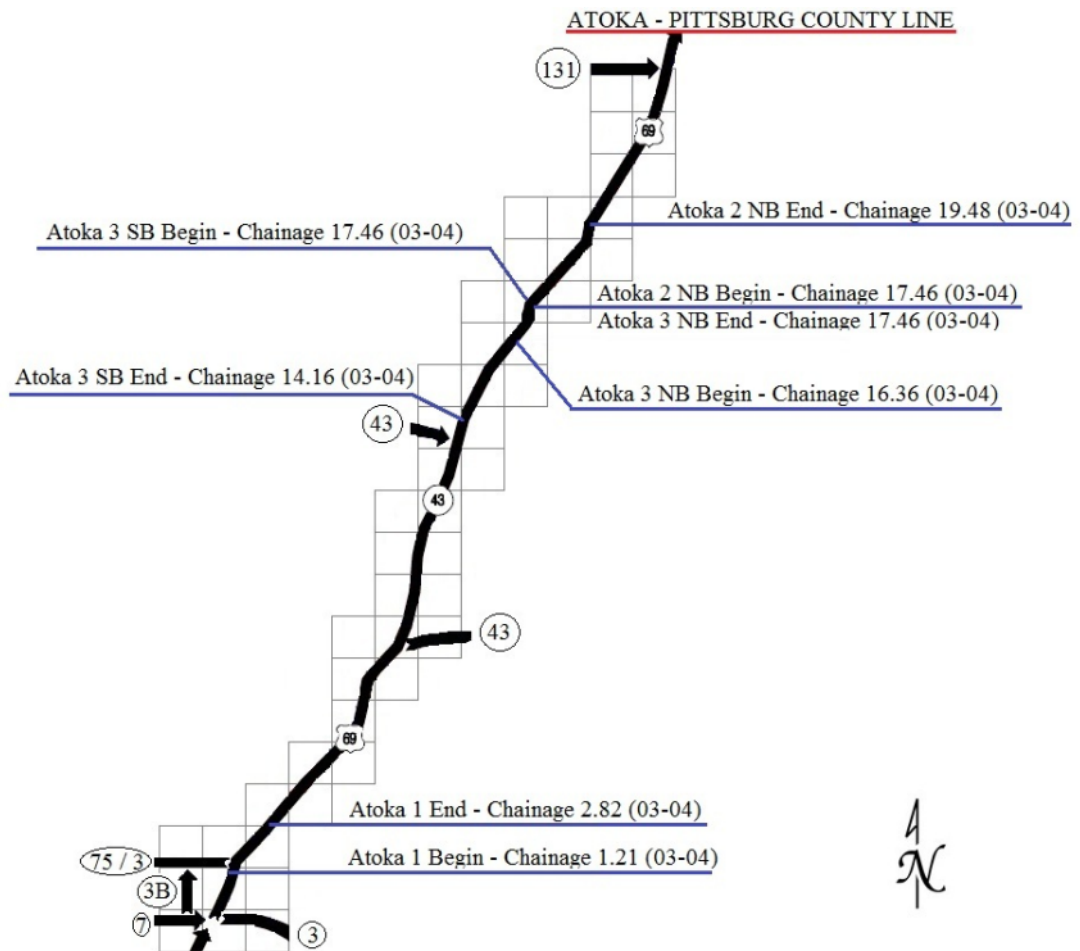 ATOKA - PITTSBURG COUNTY LINE
131
69
Atoka 2 NB End - Chainage 19.48 (03-04)
Atoka 3 SB Begin - Chainage 17.46 (03-04)
Atoka 2 NB Begin - Chainage 17.46 (03-04)
Atoka 3 NB End - Chainage 17.46 (03-04)
Atoka 3 SB End - Chainage 14.16 (03-04)
Atoka 3 NB Begin - Chainage 16.36 (03-04)
43
43
43
69
Atoka 1 End - Chainage 2.82 (03-04)
75 / 3
Atoka 1 Begin - Chainage 1.21 (03-04)
3B
7
3
N